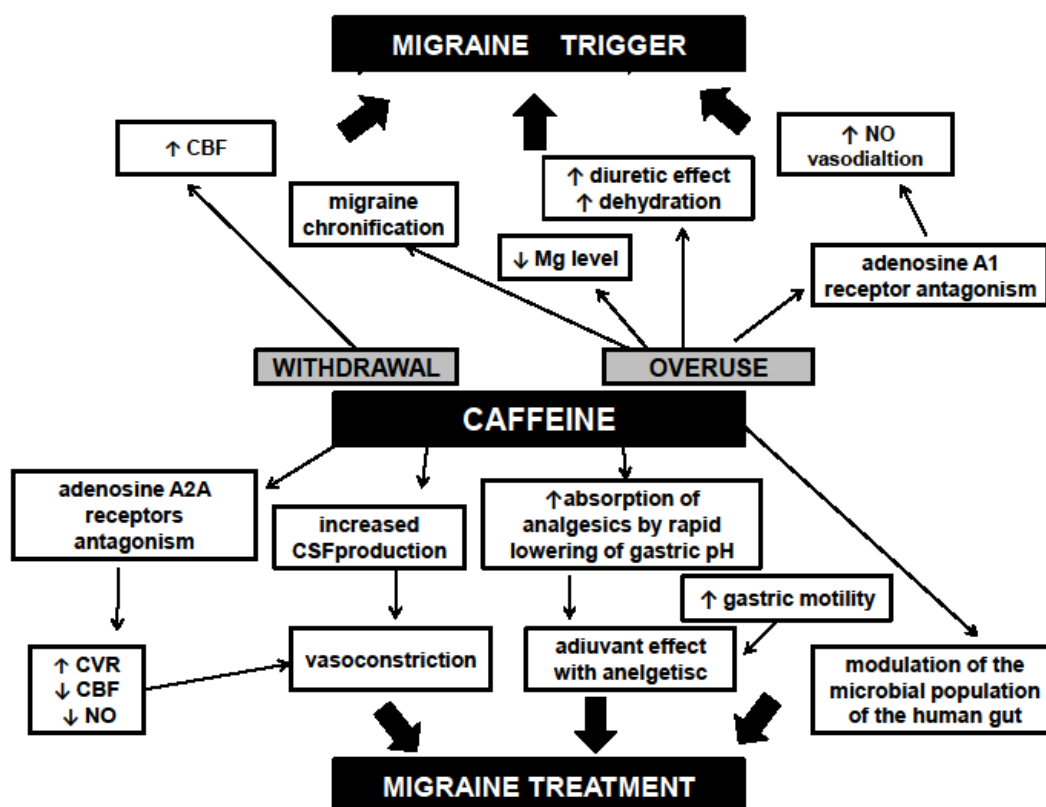 MIGRAINE TRIGGER
↑ CBF
↑ NO
vasodialtion
↑ diuretic effect
↑ dehydration
migraine
chronification
↓ Mg level
adenosine A1
receptor antagonism
WITHDRAWAL
OVERUSE
CAFFEINE
adenosine A2A
receptors
antagonism
increased
CSFproduction
↑absorption of
analgesics by rapid
lowering of gastric pH
↑ gastric motility
↑ CVR
↓ CBF
↓ NO
vasoconstriction
adiuvant effect
with anelgetisc
modulation of the
microbial population
of the human gut
MIGRAINE TREATMENT